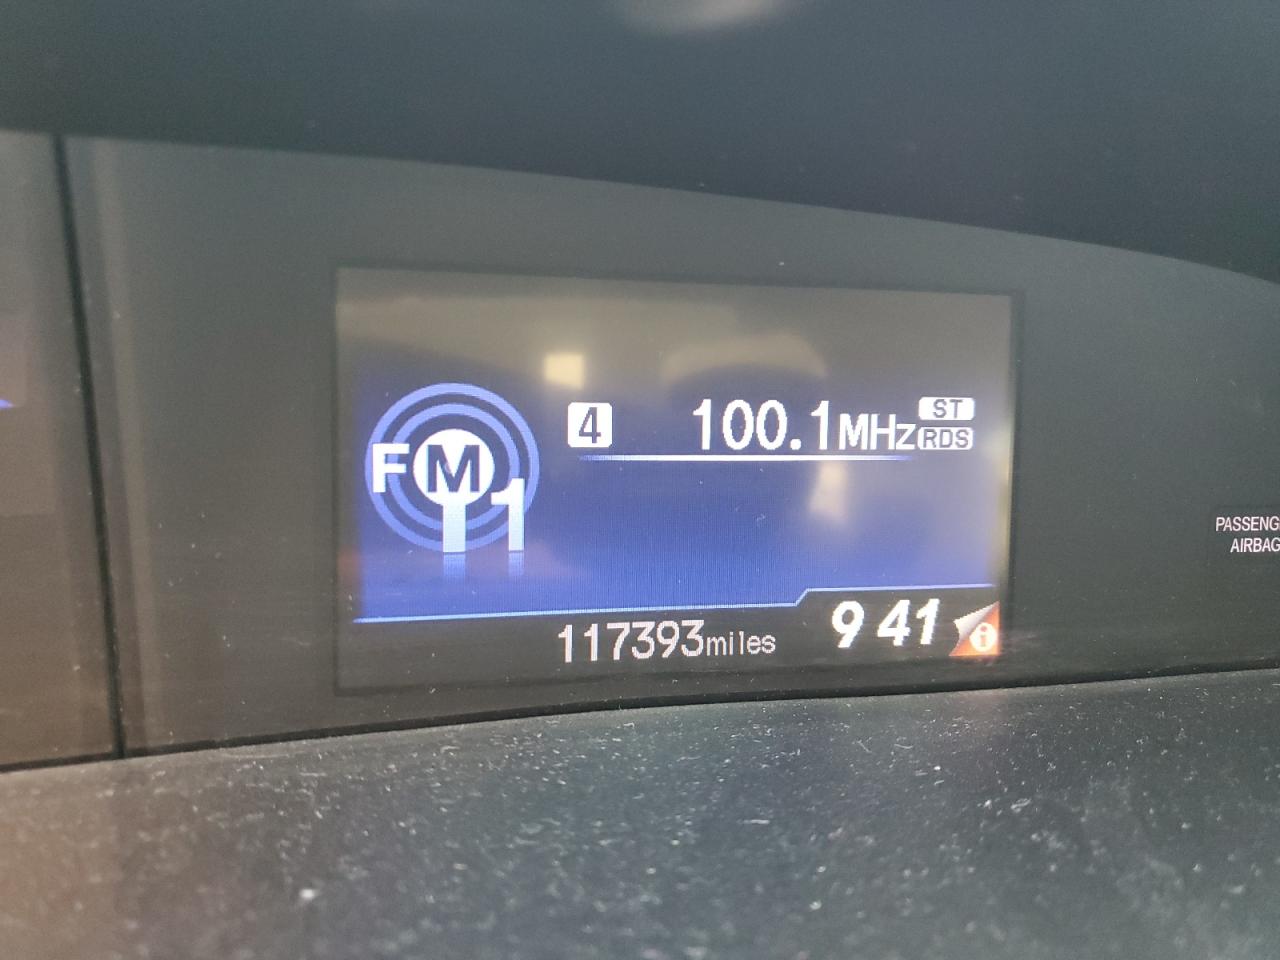 4 100.1MHz ST
RDS
FM
1
117393miles 9 41
i
PASSENG
AIRBAG